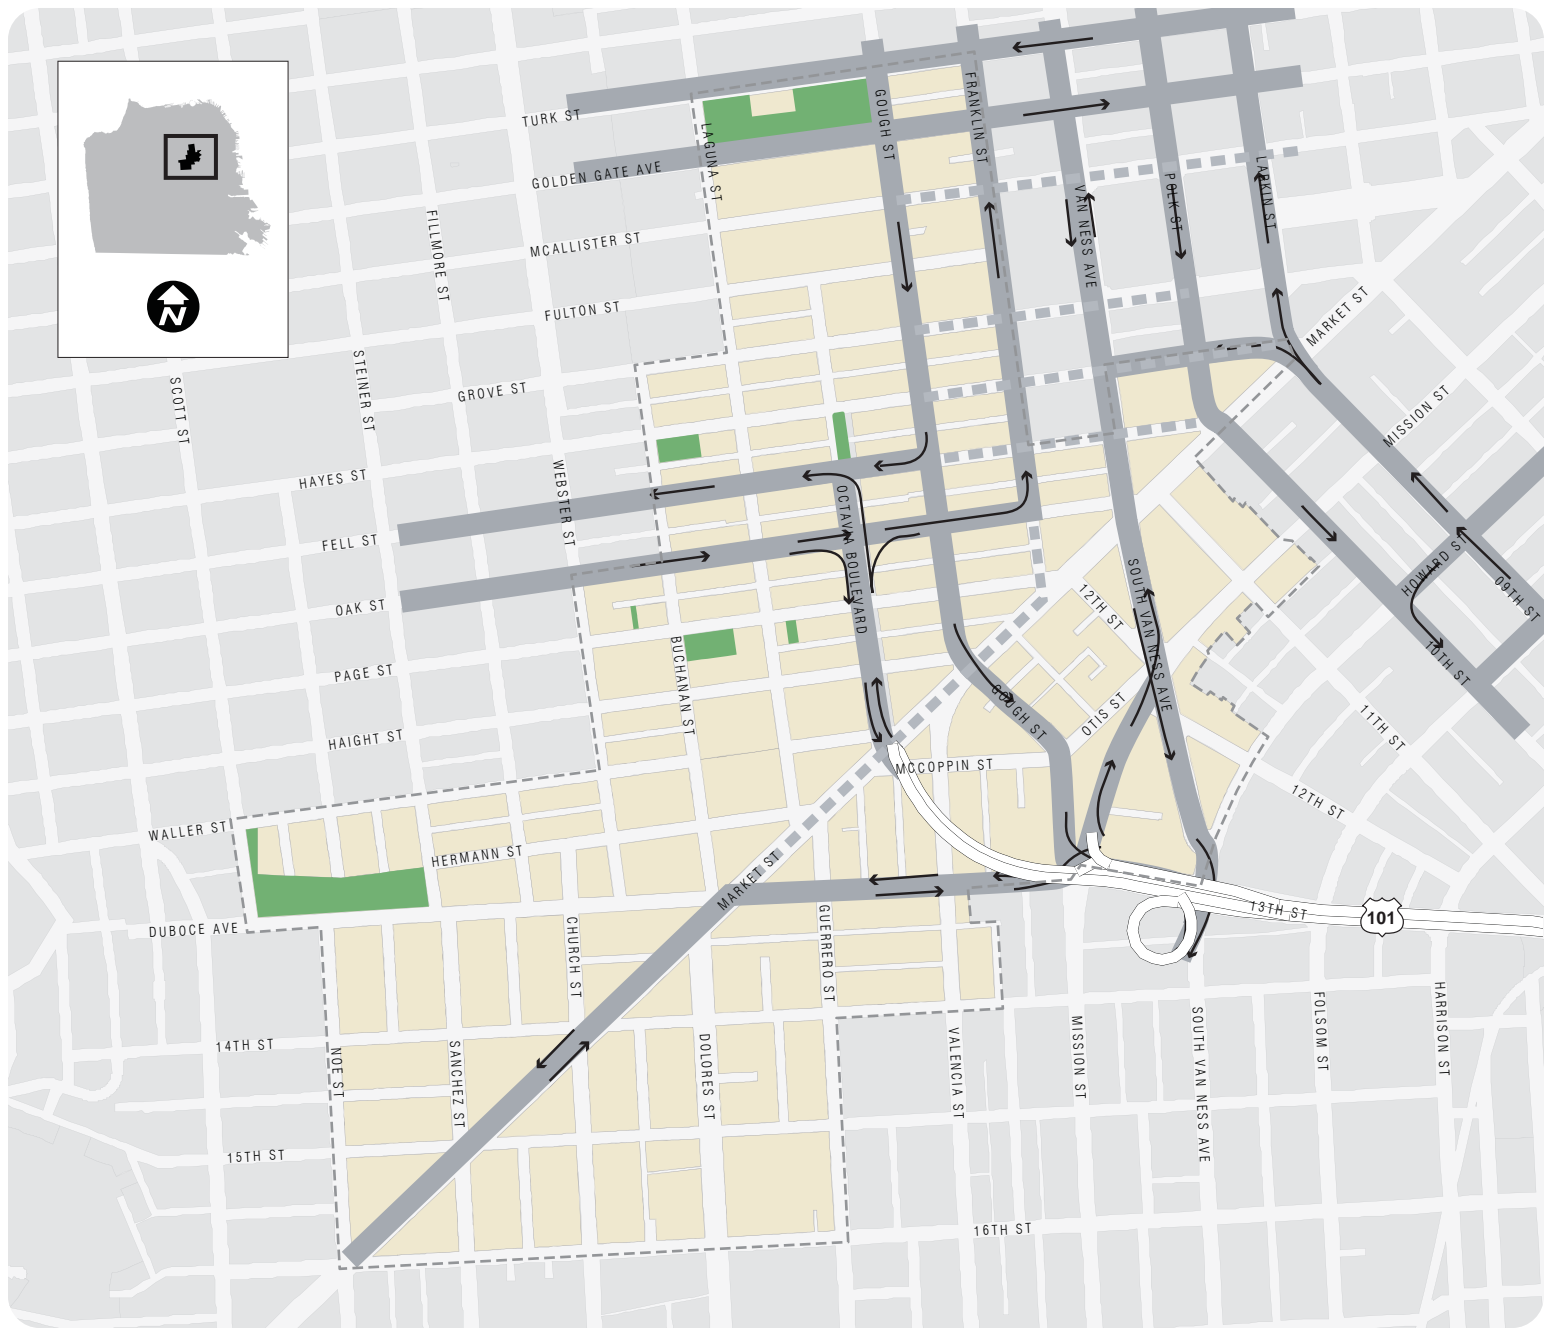 TURK ST
GOLDEN GATE AVE
LAGUNA ST
GOUGH ST
FRANKLIN ST
VAN NESS AVE
POLK ST
LARKIN ST
MCALLISTER ST
FILLMORE ST
FULTON ST
MARKET ST
N
STEINER ST
SCOTT ST
GROVE ST
MISSION ST
HAYES ST
WEBSTER ST
OCTAVIA BOULEVARD
FELL ST
HOWARD ST
09TH ST
OAK ST
12TH ST
SOUTH VAN NESS AVE
10TH ST
PAGE ST
BUCHANAN ST
GOUGH ST
OTIS ST
11TH ST
HAIGHT ST
MCCOPPIN ST
12TH ST
WALLER ST
HERMANN ST
MARKET ST
13TH ST
101
DUBOCE AVE
CHURCH ST
GUERRERO ST
14TH ST
NOE ST
SANCHEZ ST
DOLORES ST
VALENCIA ST
MISSION ST
SOUTH VAN NESS AVE
FOLSOM ST
HARRISON ST
15TH ST
16TH ST